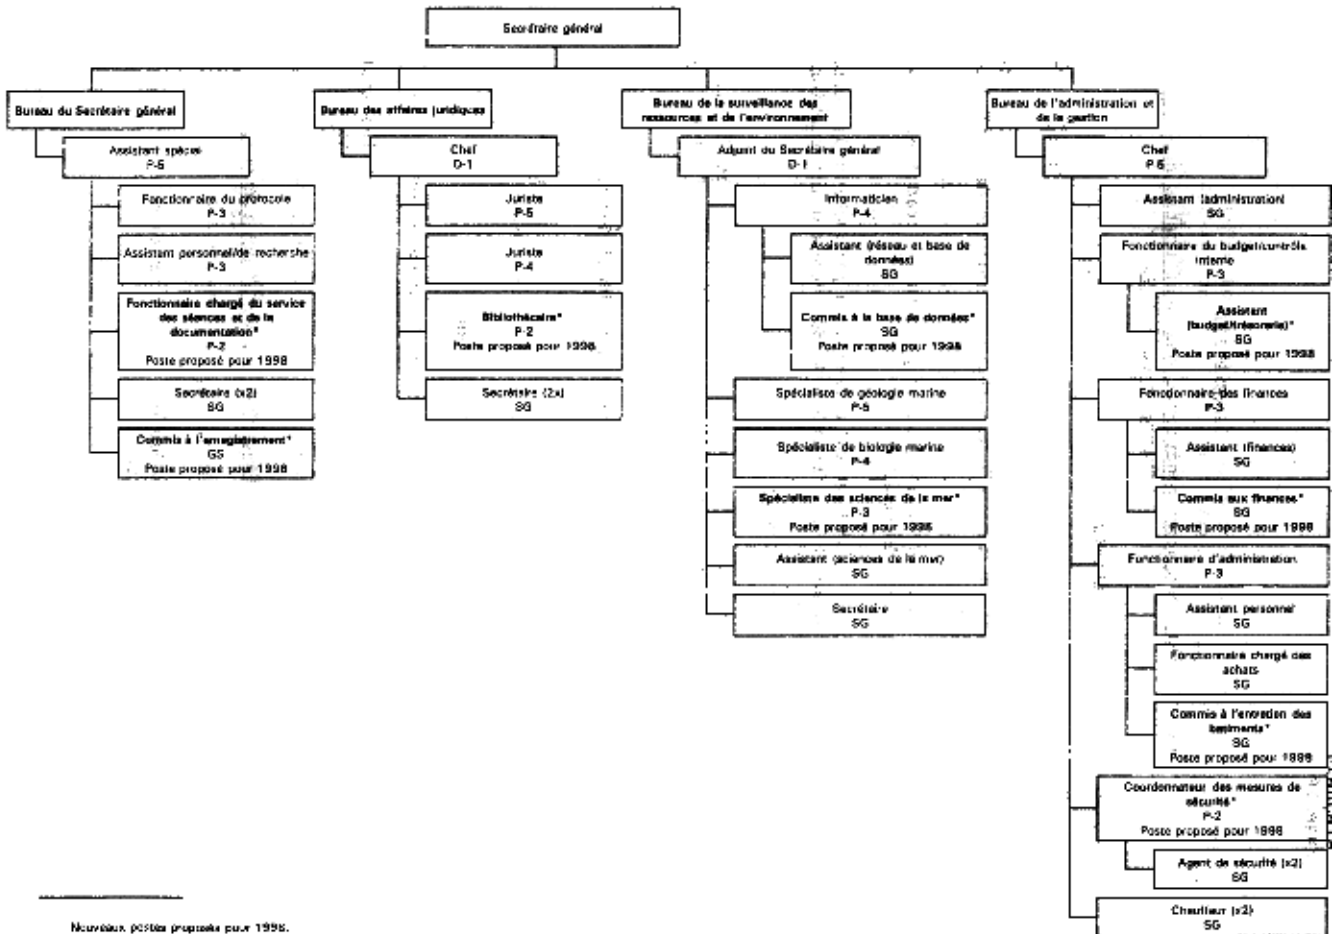 Secrétaire général
Bureau du Secrétaire général
Assistant spécial
P-5
Fonctionnaire du protocole
P-3
Assistant personnel/de recherche
P-3
Fonctionnaire chargé du service
des séances et de la
documentation*
P-2
Poste proposé pour 1998
Secrétaire (x2)
SG
Commis à l'enregistrement*
GS
Poste proposé pour 1998
Bureau des affaires juridiques
Chef
D-1
Juriste
P-5
Juriste
P-4
Bibliothécaire*
P-2
Poste proposé pour 1998
Secrétaire (2x)
SG
Bureau de la surveillance des
ressources et de l'environnement
Adjoint du Secrétaire général
D-1
Informaticien
P-4
Assistant (réseau et base de
données)
SG
Commis à la base de données*
SG
Poste proposé pour 1998
Spécialiste de géologie marine
P-5
Spécialiste de biologie marine
P-4
Spécialiste des sciences de la mer*
P-3
Poste proposé pour 1998
Assistant (sciences de la mer)
SG
Secrétaire
SG
Bureau de l'administration et
de la gestion
Chef
P-5
Assistant (administration)
SG
Fonctionnaire du budget/contrôle
interne
P-3
Assistant
(budget/trésorerie)*
SG
Poste proposé pour 1998
Fonctionnaire des finances
P-3
Assistant (finances)
SG
Commis aux finances*
SG
Poste proposé pour 1998
Fonctionnaire d'administration
P-3
Assistant personnel
SG
Fonctionnaire chargé des
achats
SG
Commis à l'entretien des
batiments*
SG
Poste proposé pour 1998
Coordonnateur des mesures de
sécurité*
P-2
Poste proposé pour 1998
Agent de sécurité (x2)
SG
Chauffeur (x2)
SG
Nouveaux postes proposés pour 1998.